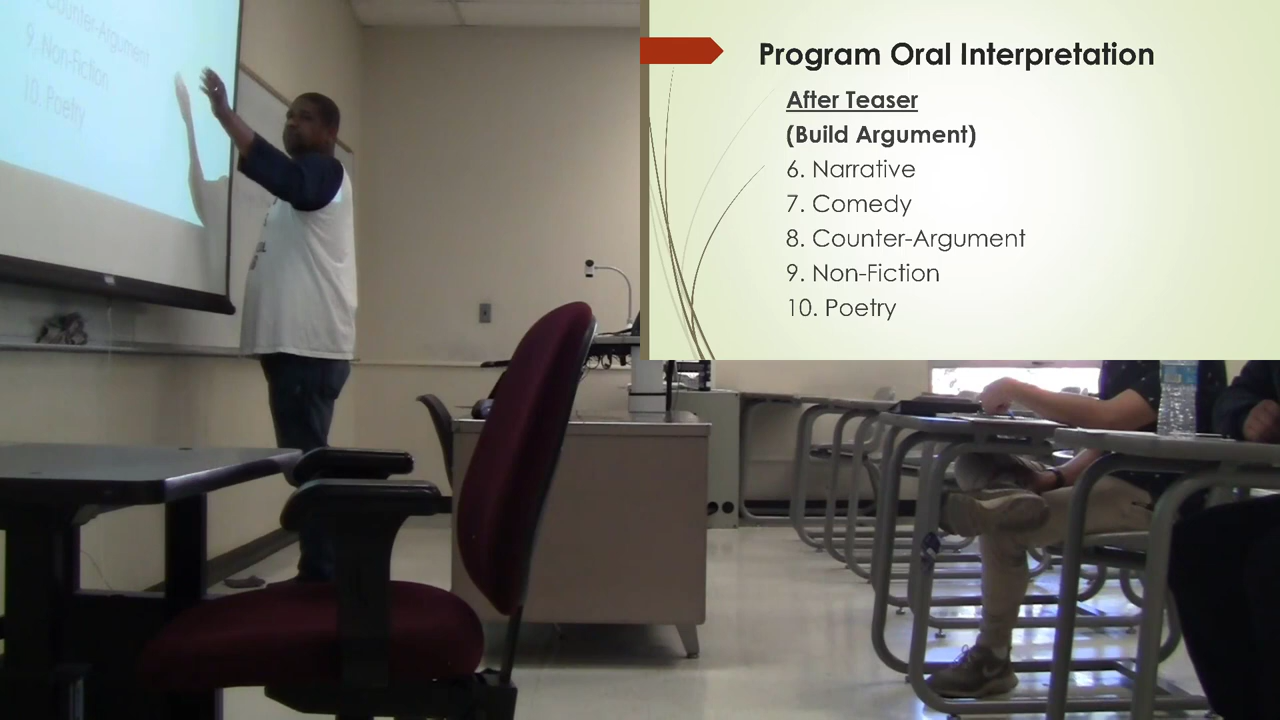 Counter-Argument
9. Non-Fiction
10. Poetry
Program Oral Interpretation
After Teaser
(Build Argument)
6. Narrative
7. Comedy
8. Counter-Argument
9. Non-Fiction
10. Poetry